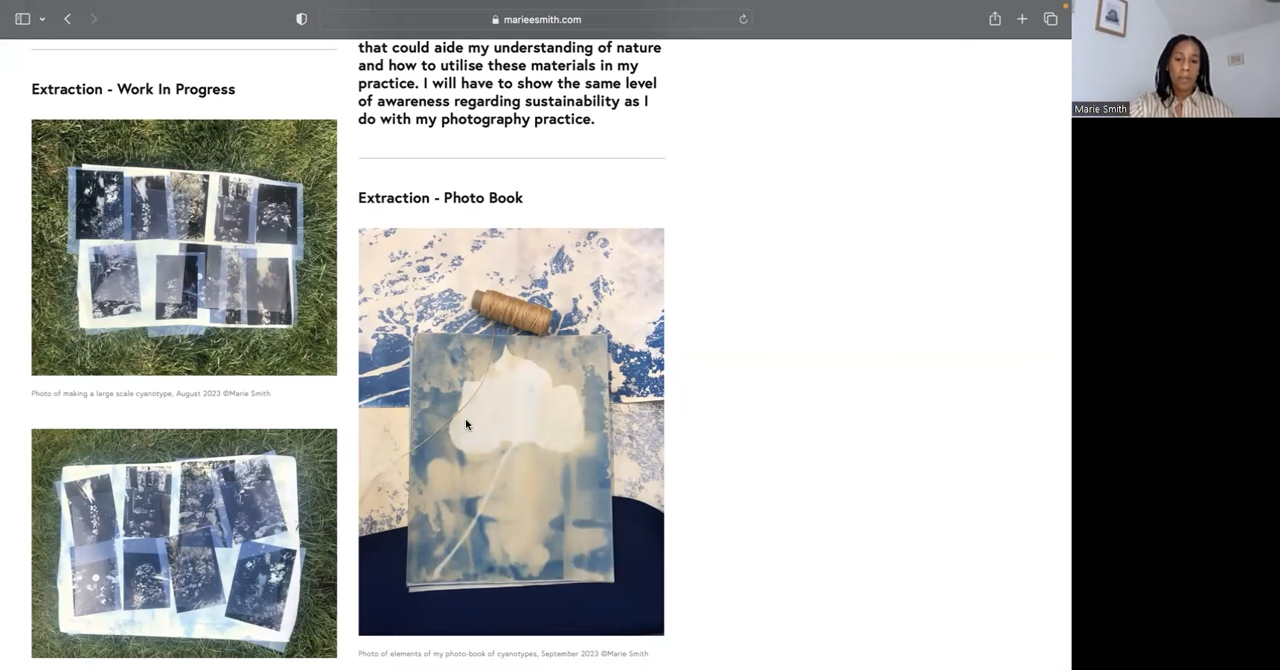 marieesmith.com
Marie Smith
Extraction - Work In Progress
Photo of making a large scale cyanotype, August 2023 ©Marie Smith
that could aide my understanding of nature
and how to utilise these materials in my
practice. I will have to show the same level
of awareness regarding sustainability as I
do with my photography practice.
Extraction - Photo Book
Photo of elements of my photo-book of cyanotypes, September 2023 ©Marie Smith